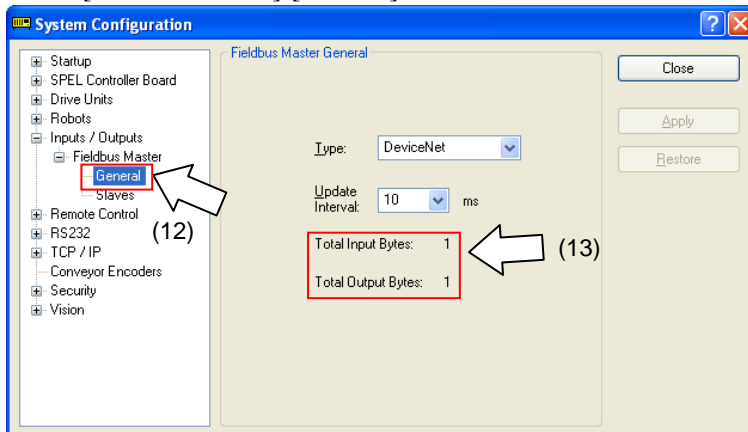 System Configuration
Startup
SPEL Controller Board
Drive Units
Robots
Inputs / Outputs
Fieldbus Master
General
Slaves
Remote Control
RS232
TCP / IP
Conveyor Encoders
Security
Vision
(12)
Fieldbus Master General
Type: DeviceNet
Update
Interval: 10 ms
Total Input Bytes: 1
Total Output Bytes: 1
(13)
Close
Apply
Restore